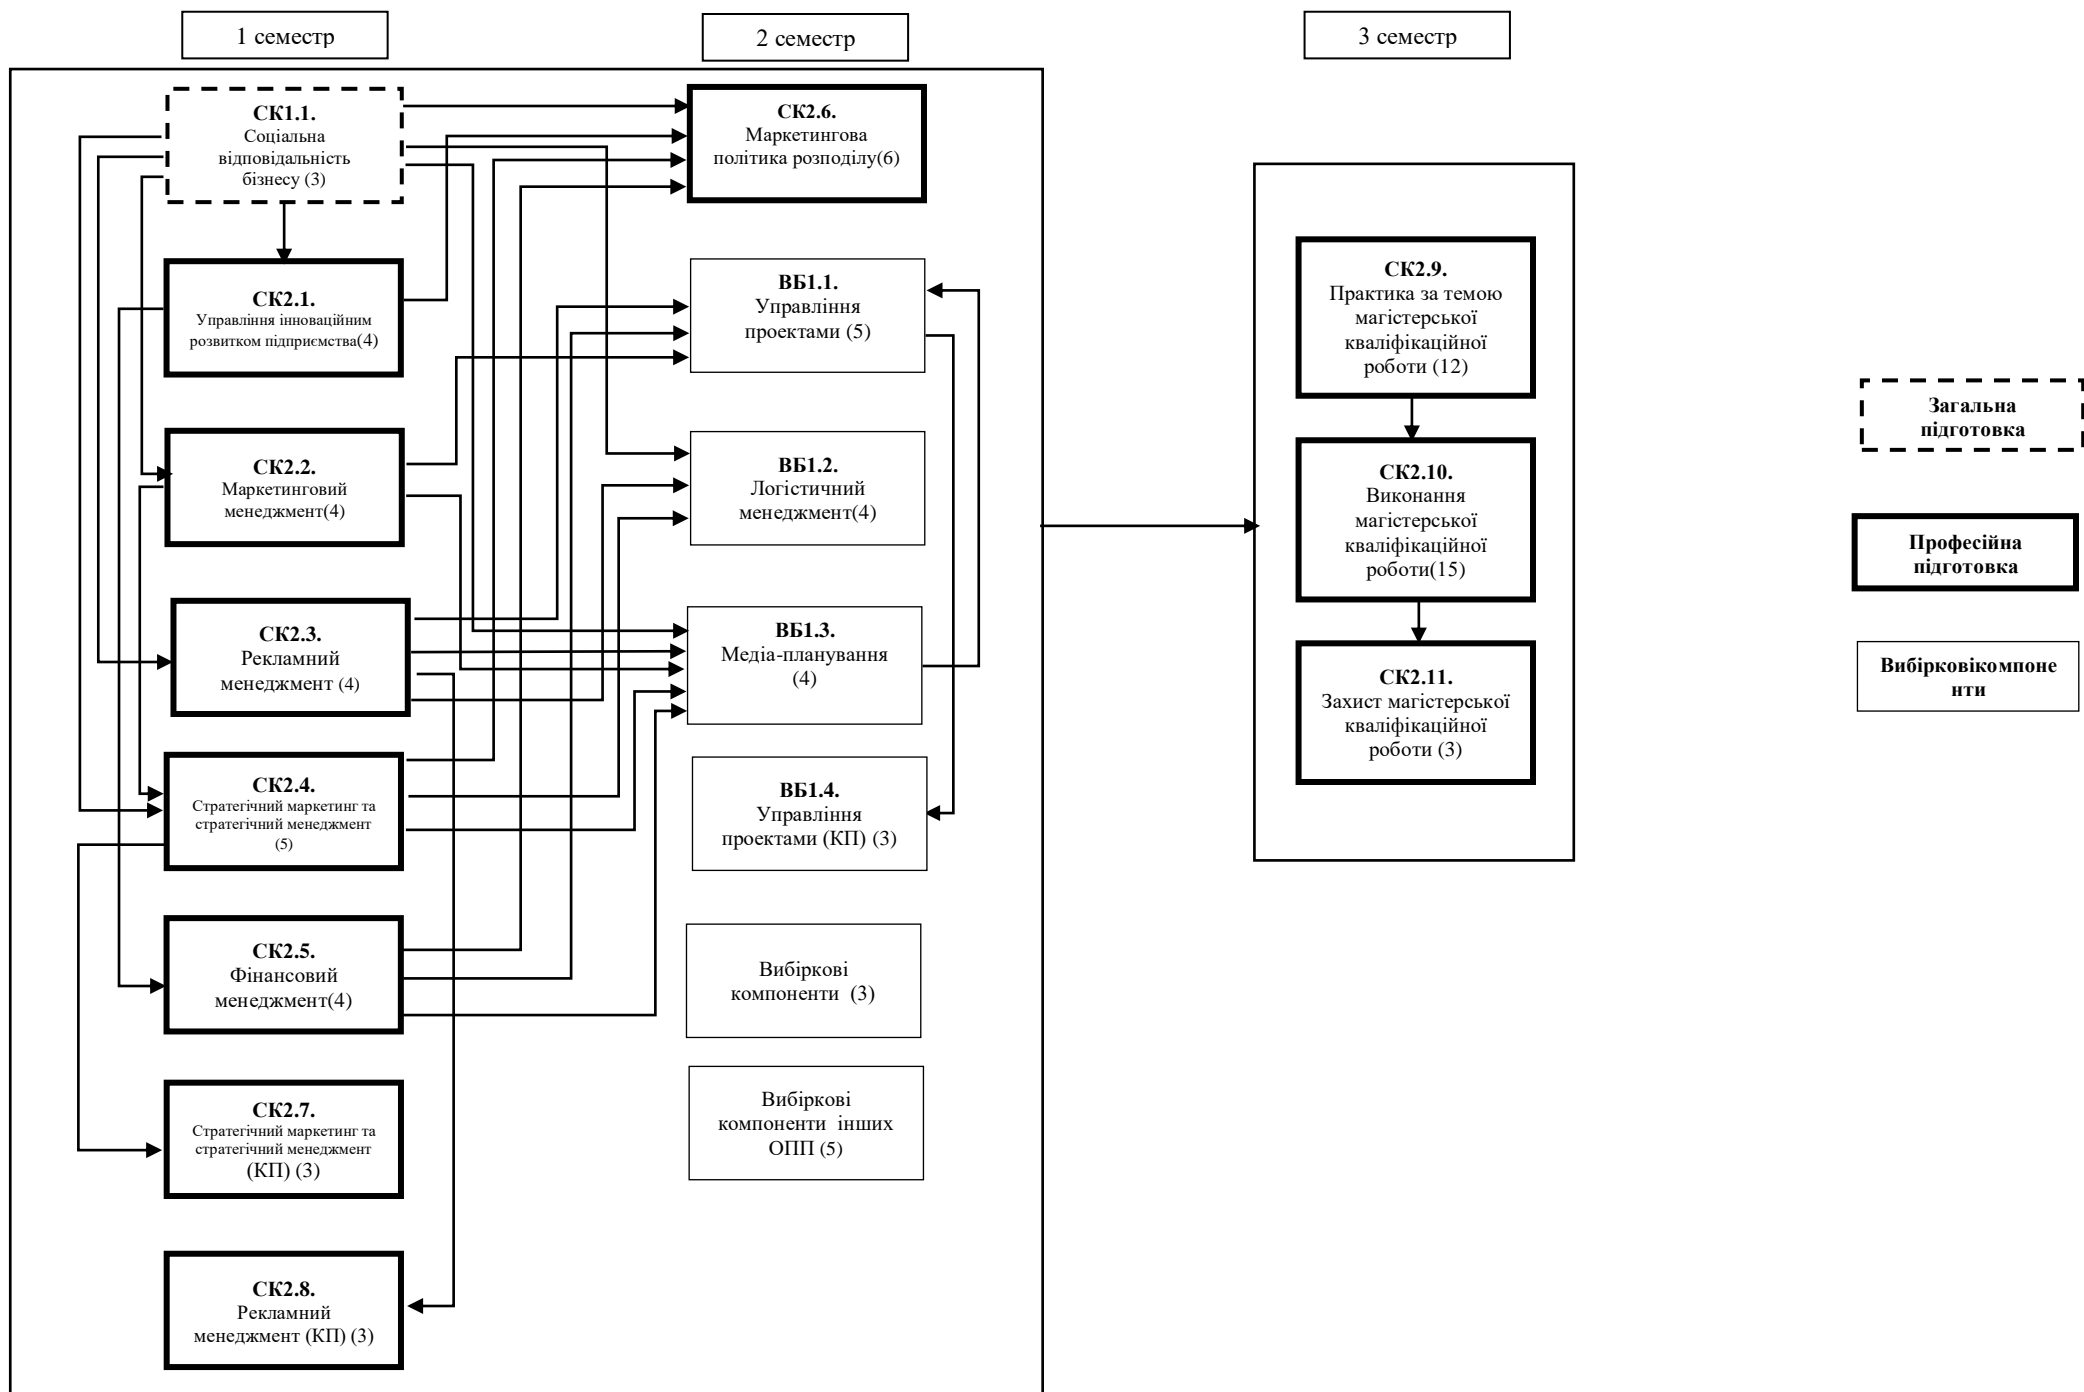 1 семестр
2 семестр
3 семестр
СК1.1.
Соціальна
відповідальність
бізнесу (3)
СК2.1.
Управління інноваційним
розвитком підприємства(4)
СК2.2.
Маркетинговий
менеджмент(4)
СК2.3.
Рекламний
менеджмент (4)
СК2.4.
Стратегічний маркетинг та
стратегічний менеджмент
(5)
СК2.5.
Фінансовий
менеджмент(4)
СК2.7.
Стратегічний маркетинг та
стратегічний менеджмент
(КП) (3)
СК2.8.
Рекламний
менеджмент (КП) (3)
СК2.6.
Маркетингова
політика розподілу(6)
ВБ1.1.
Управління
проектами (5)
ВБ1.2.
Логістичний
менеджмент(4)
ВБ1.3.
Медіа-планування
(4)
ВБ1.4.
Управління
проектами (КП) (3)
Вибіркові
компоненти (3)
Вибіркові
компоненти інших
ОПП (5)
СК2.9.
Практика за темою
магістерської
кваліфікаційної
роботи (12)
СК2.10.
Виконання
магістерської
кваліфікаційної
роботи(15)
СК2.11.
Захист магістерської
кваліфікаційної
роботи (3)
Загальна
підготовка
Професійна
підготовка
Вибірковікомпоне
нти